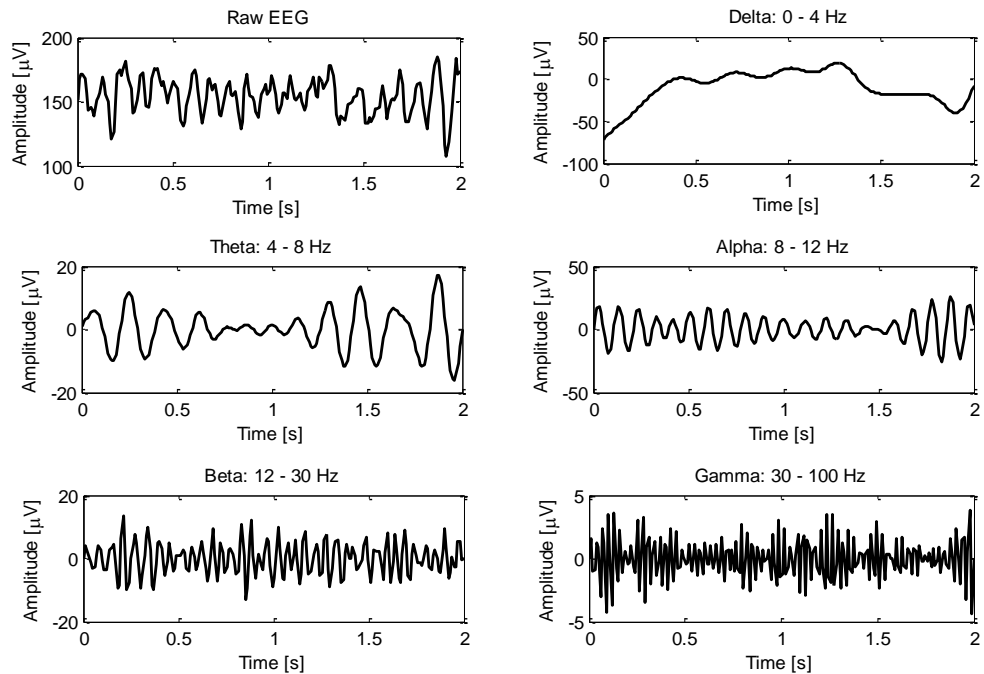 Raw EEG
Amplitude [μV]
200
150
100
0 0.5 1 1.5 2
Time [s]
Delta: 0 - 4 Hz
Amplitude [μV]
50
0
-50
-100
0 0.5 1 1.5 2
Time [s]
Theta: 4 - 8 Hz
Amplitude [μV]
20
0
-20
0 0.5 1 1.5 2
Time [s]
Alpha: 8 - 12 Hz
Amplitude [μV]
50
0
-50
0 0.5 1 1.5 2
Time [s]
Beta: 12 - 30 Hz
Amplitude [μV]
20
0
-20
0 0.5 1 1.5 2
Time [s]
Gamma: 30 - 100 Hz
Amplitude [μV]
5
0
-5
0 0.5 1 1.5 2
Time [s]